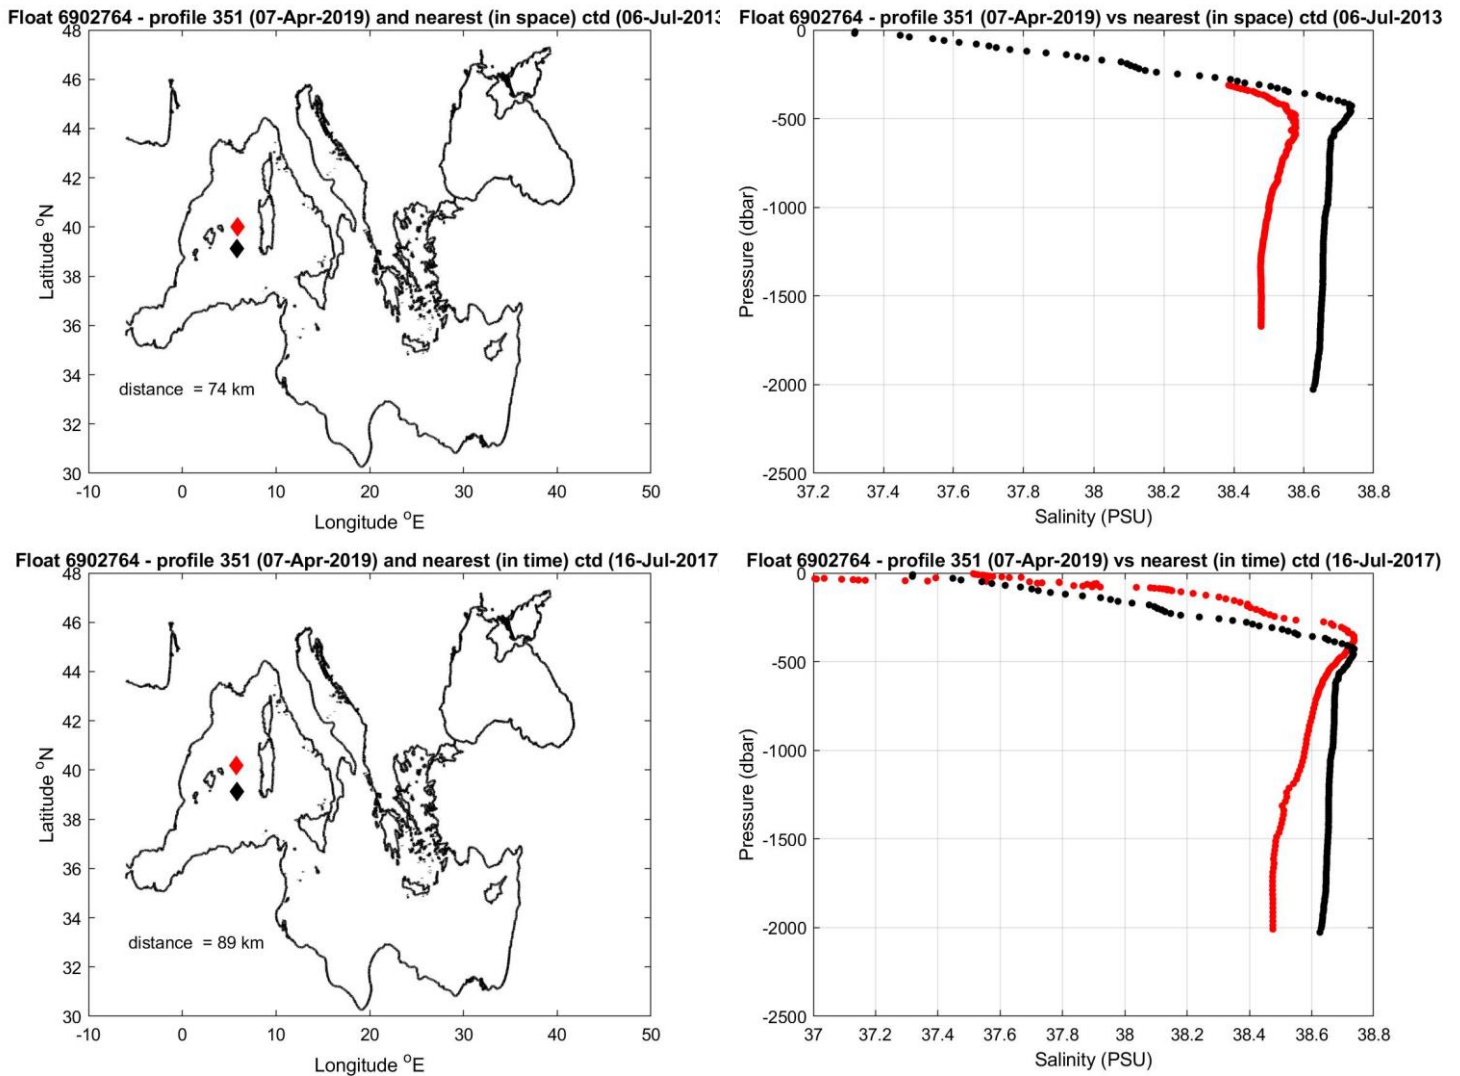 Float 6902764 - profile 351 (07-Apr-2019) and nearest (in space) ctd (06-Jul-2013
48
46
44
42
40
38
36
34
32
30
Latitude °N
distance = 74 km
-10 0 10 20 30 40 50
Longitude °E
Float 6902764 - profile 351 (07-Apr-2019) vs nearest (in space) ctd (06-Jul-2013
0
-500
-1000
-1500
-2000
-2500
Pressure (dbar)
37.2 37.4 37.6 37.8 38 38.2 38.4 38.6 38.8
Salinity (PSU)
Float 6902764 - profile 351 (07-Apr-2019) and nearest (in time) ctd (16-Jul-2017
48
46
44
42
40
38
36
34
32
30
Latitude °N
distance = 89 km
-10 0 10 20 30 40 50
Longitude °E
Float 6902764 - profile 351 (07-Apr-2019) vs nearest (in time) ctd (16-Jul-2017)
0
-500
-1000
-1500
-2000
-2500
Pressure (dbar)
37 37.2 37.4 37.6 37.8 38 38.2 38.4 38.6 38.8
Salinity (PSU)